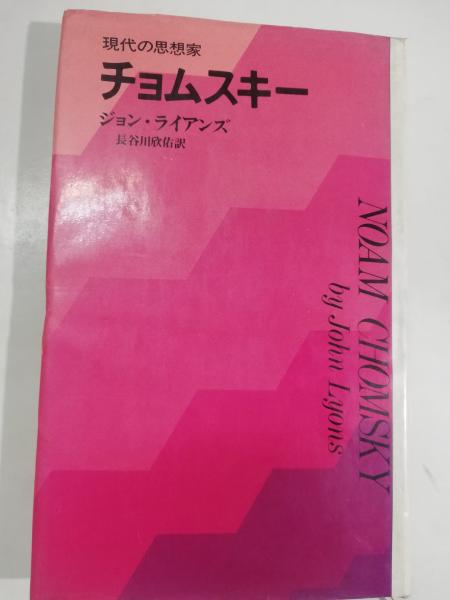 現代の思想家
チョムスキー
ジョン・ライアンズ
長谷川欣佑訳
NOAM CHOMSKY
by John Lyons